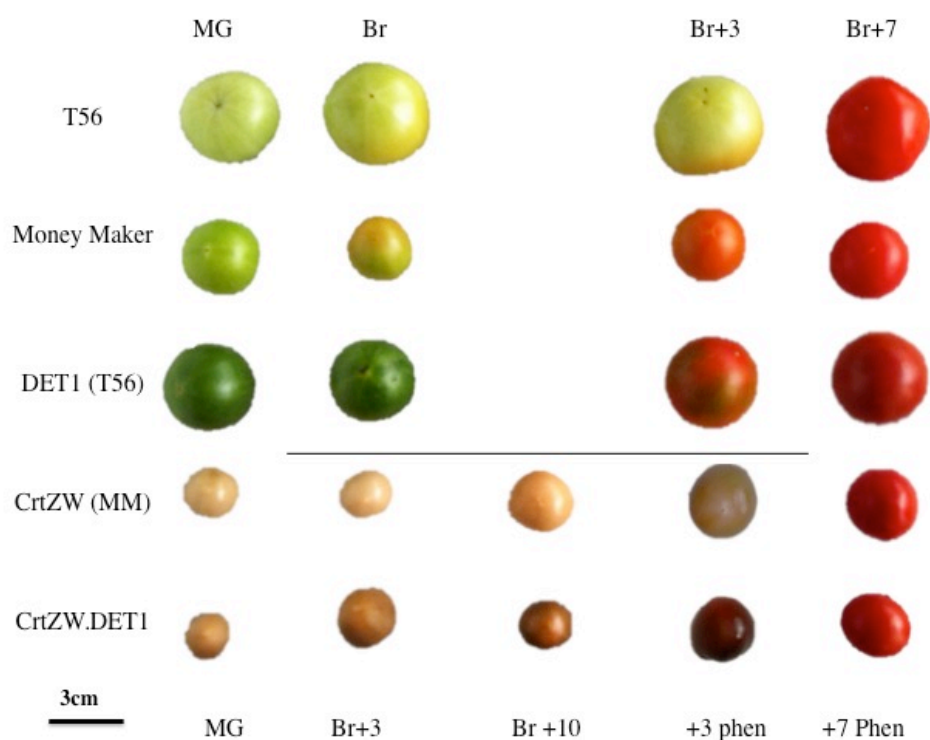 MG Br Br+3 Br+7
T56
Money Maker
DET1 (T56)
CrtZW (MM)
CrtZW.DET1
3cm
MG Br+3 Br +10 +3 phen +7 Phen